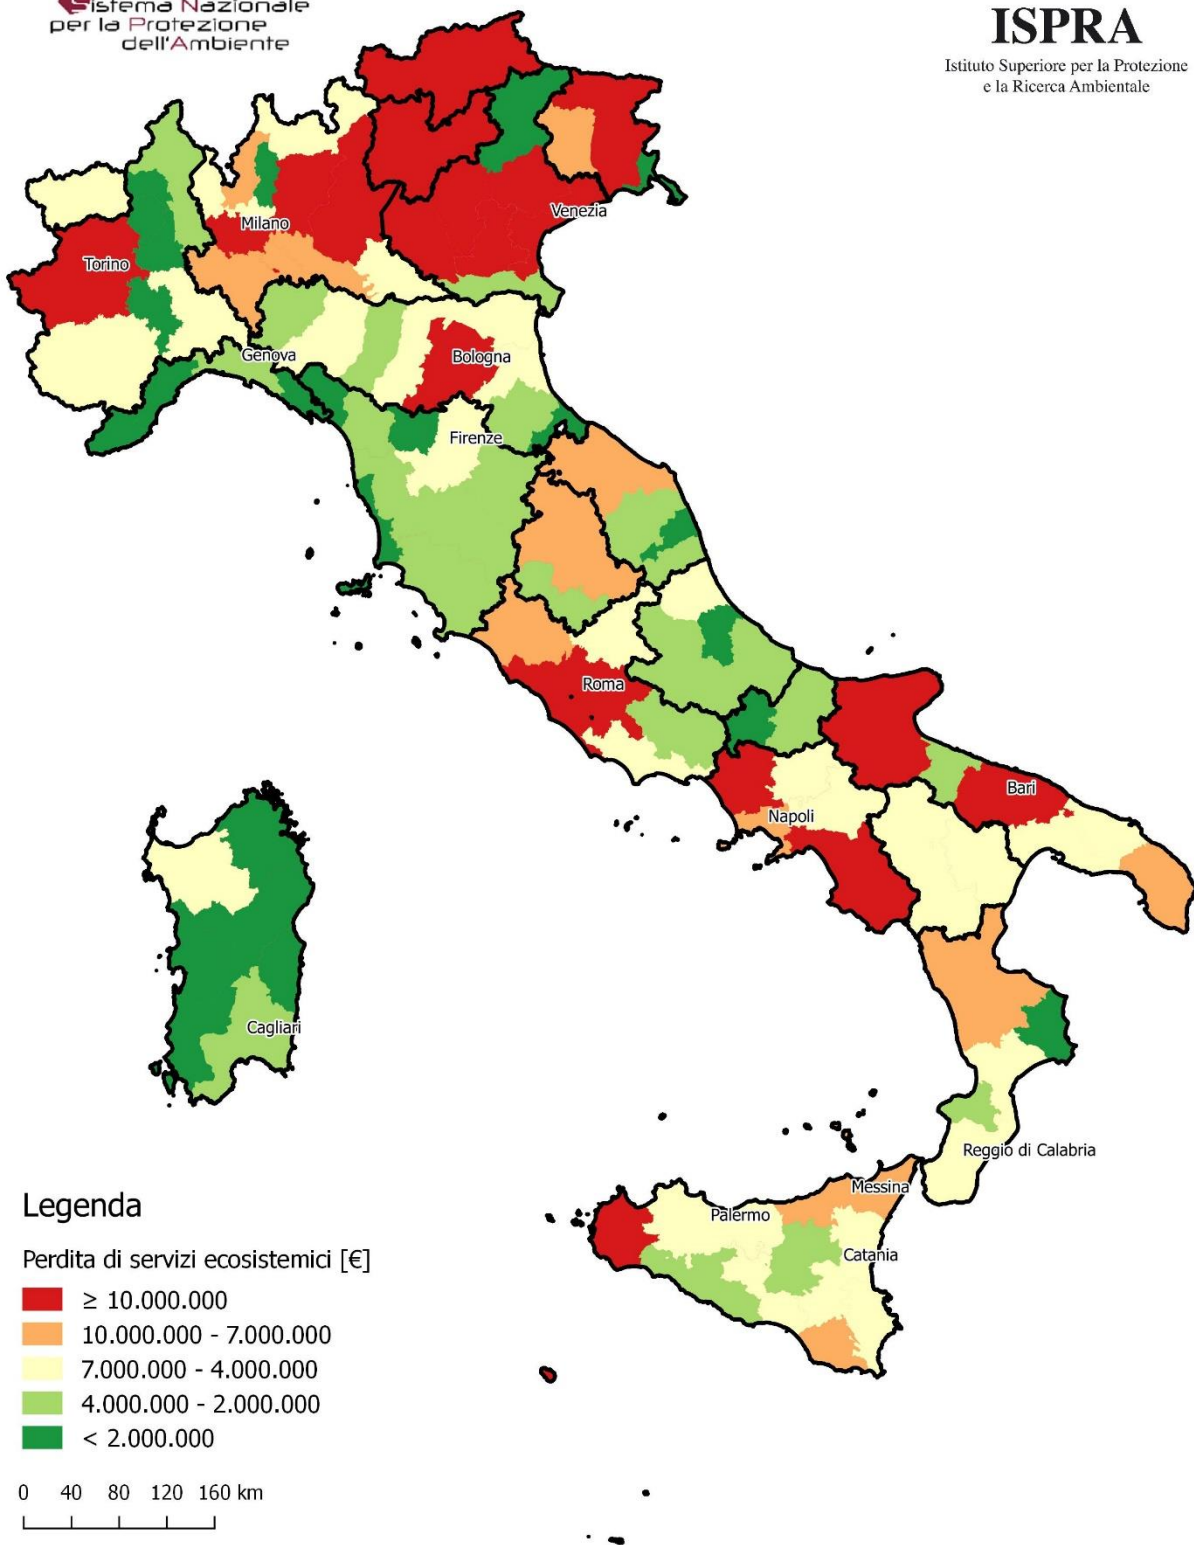 Sistema Nazionale
per la Protezione
dell'Ambiente
ISPRA
Istituto Superiore per la Protezione
e la Ricerca Ambientale
Venezia
Milano
Torino
Genova
Bologna
Firenze
Roma
Bari
Napoli
Cagliari
Reggio di Calabria
Messina
Palermo
Catania
Legenda
Perdita di servizi ecosistemici [€]
≥ 10.000.000
10.000.000 - 7.000.000
7.000.000 - 4.000.000
4.000.000 - 2.000.000
< 2.000.000
0 40 80 120 160 km